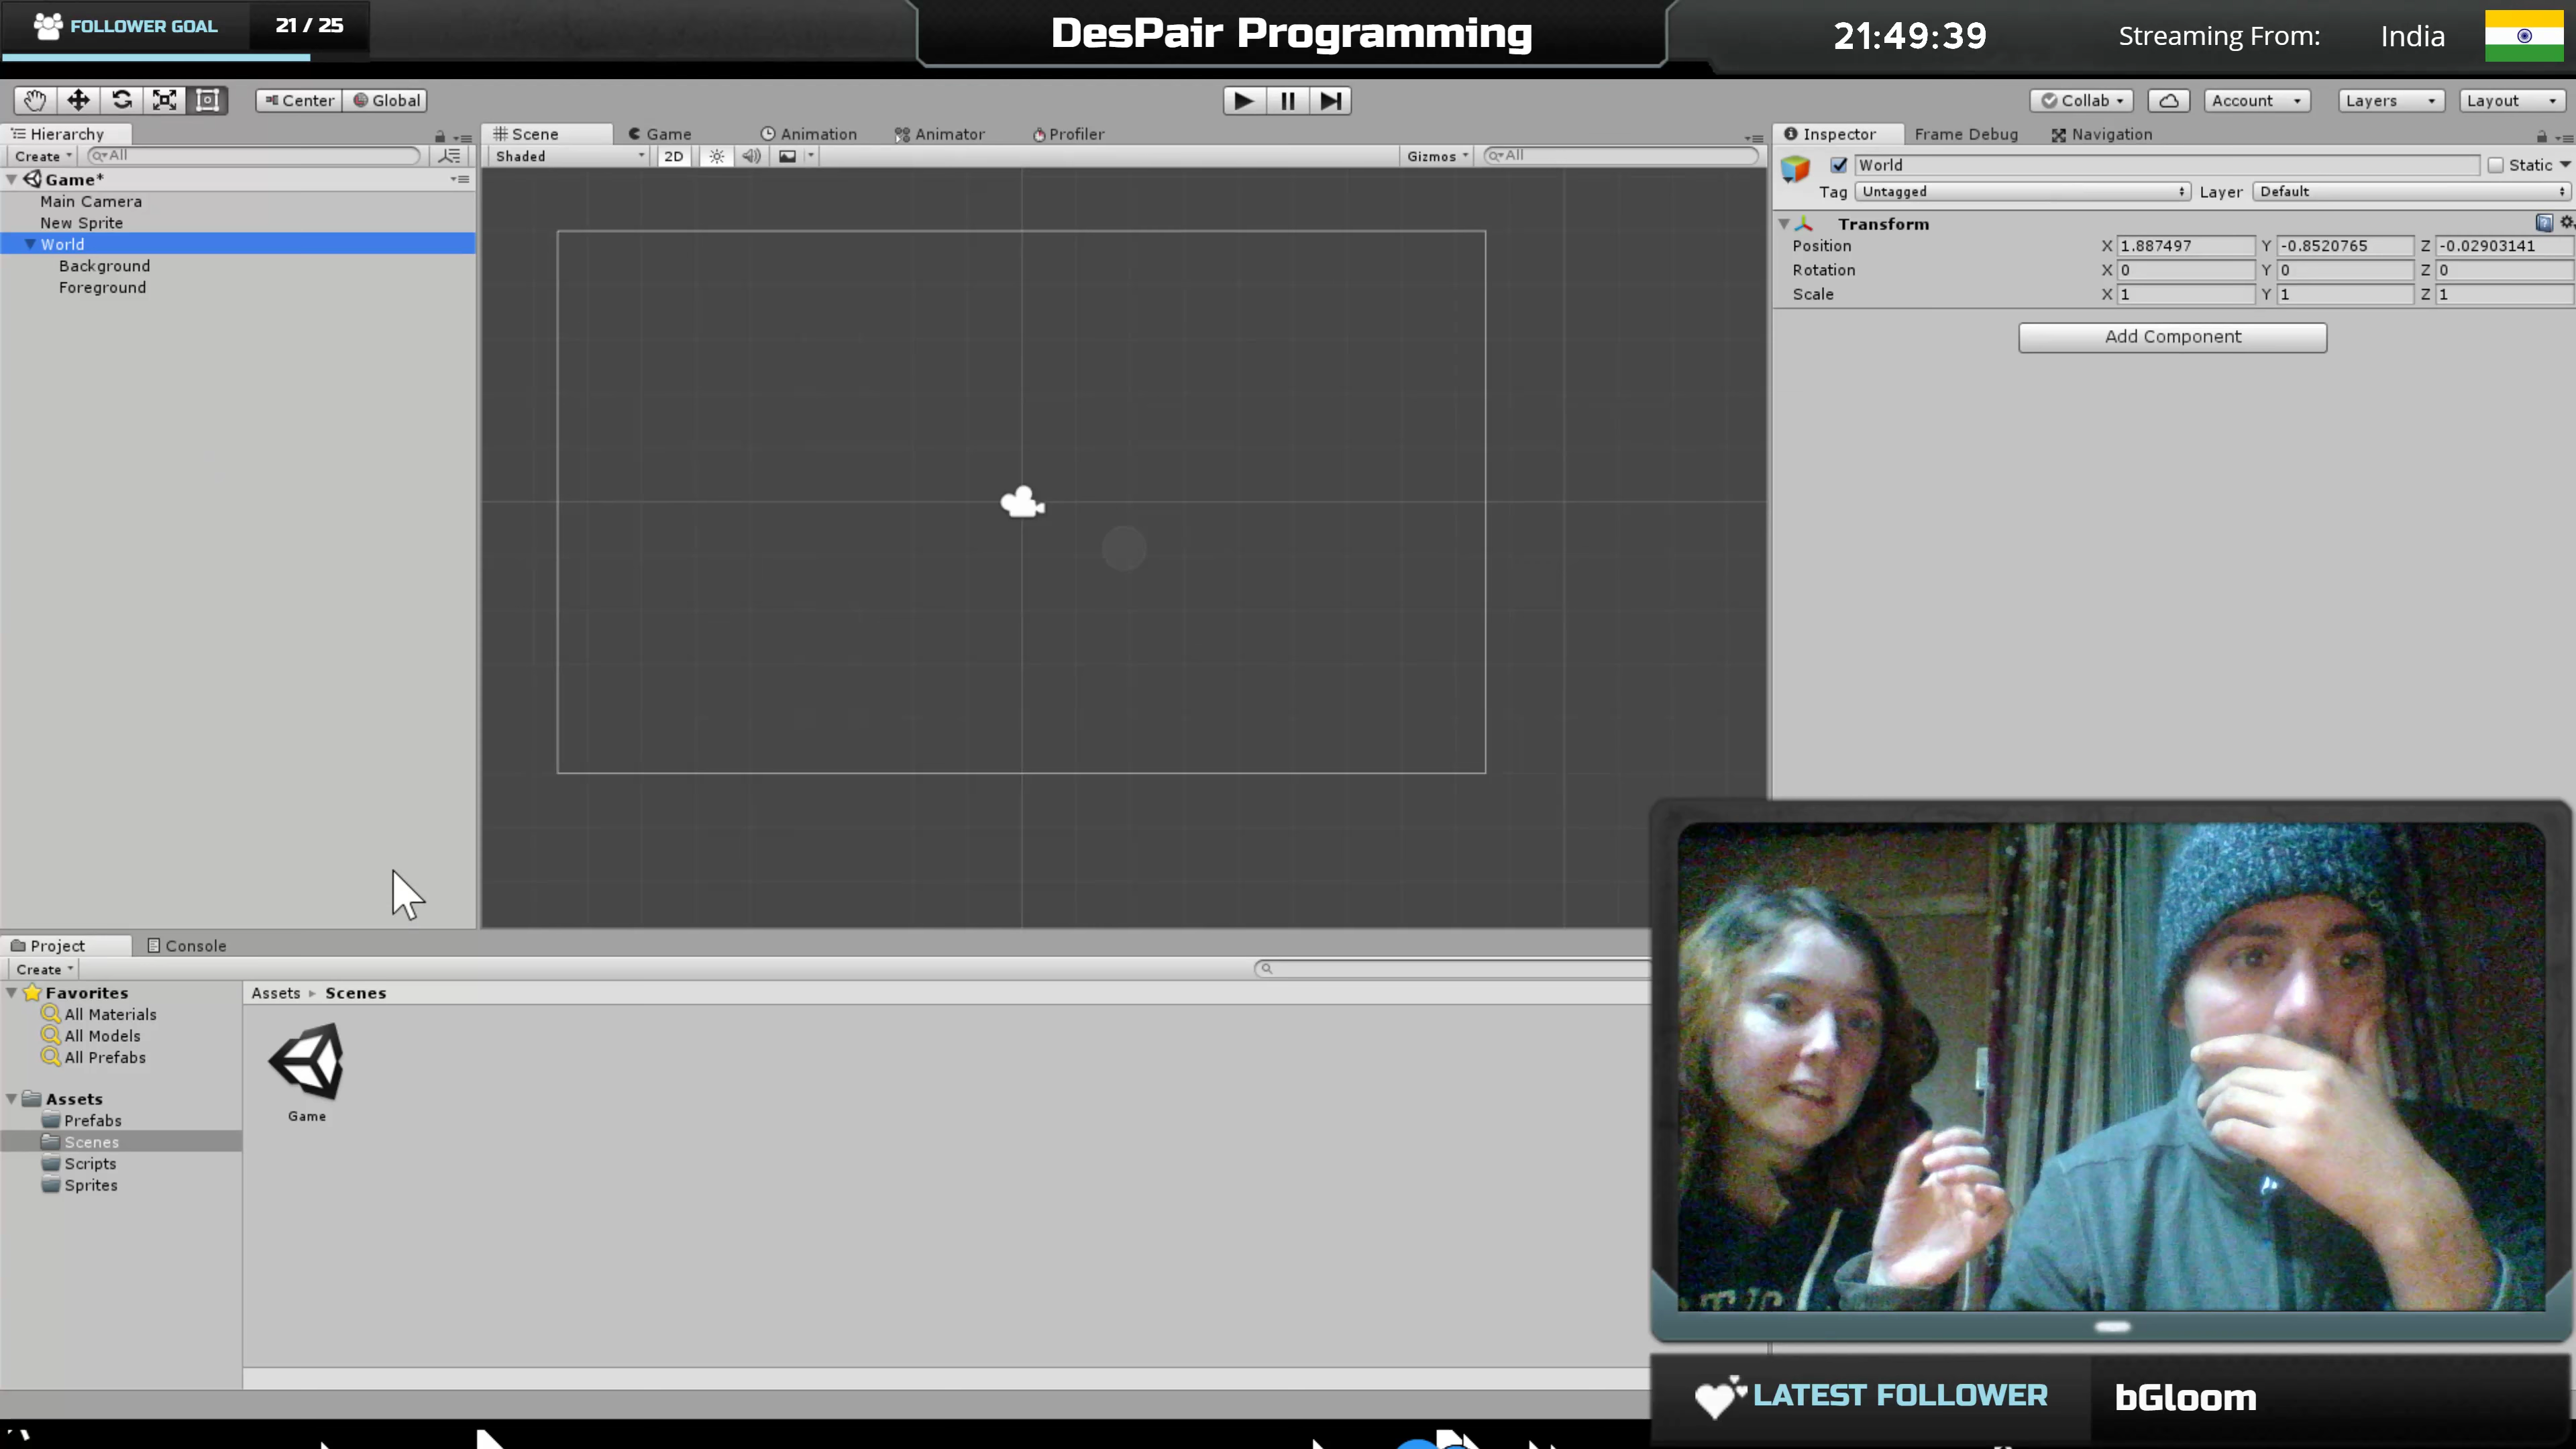 FOLLOWER GOAL 21 / 25
DesPair Programming
21:49:39
Streaming From: India
Center Global
Collab Account Layers Layout
Hierarchy
Create All
Game*
Main Camera
New Sprite
World
Background
Foreground
Scene Game Animation Animator Profiler
Shaded 2D Gizmos All
Inspector Frame Debug Navigation
World Static
Tag Untagged Layer Default
Transform
Position X 1.887497 Y -0.8520765 Z -0.02903141
Rotation X 0 Y 0 Z 0
Scale X 1 Y 1 Z 1
Add Component
Project Console
Create
Favorites
All Materials
All Models
All Prefabs
Assets
Prefabs
Scenes
Scripts
Sprites
Assets Scenes
Game
LATEST FOLLOWER bGloom